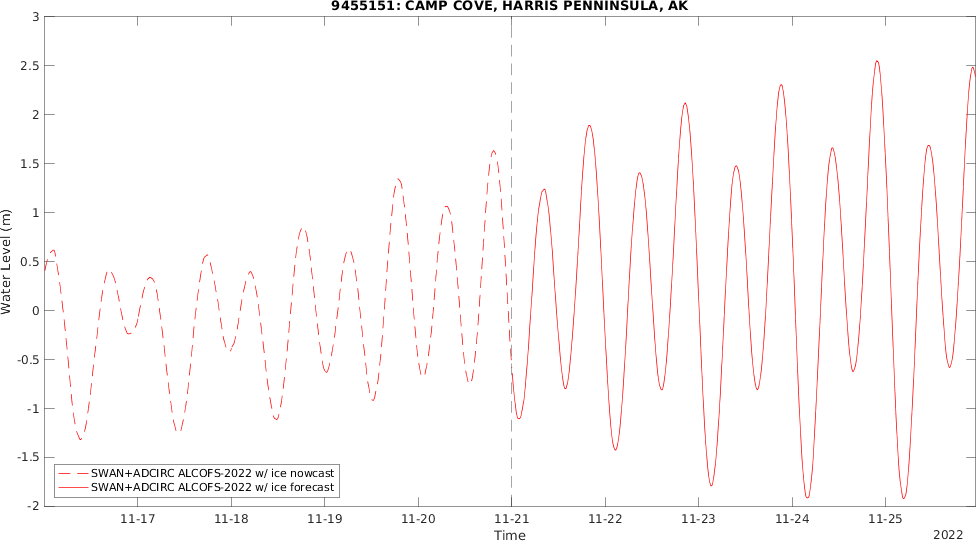 9455151: CAMP COVE, HARRIS PENNINSULA, AK
3
2.5
2
1.5
1
0.5
0
-0.5
-1
-1.5
-2
Water Level (m)
SWAN+ADCIRC ALCOFS-2022 w/ ice nowcast
SWAN+ADCIRC ALCOFS-2022 w/ ice forecast
11-17 11-18 11-19 11-20 11-21 11-22 11-23 11-24 11-25
Time
2022